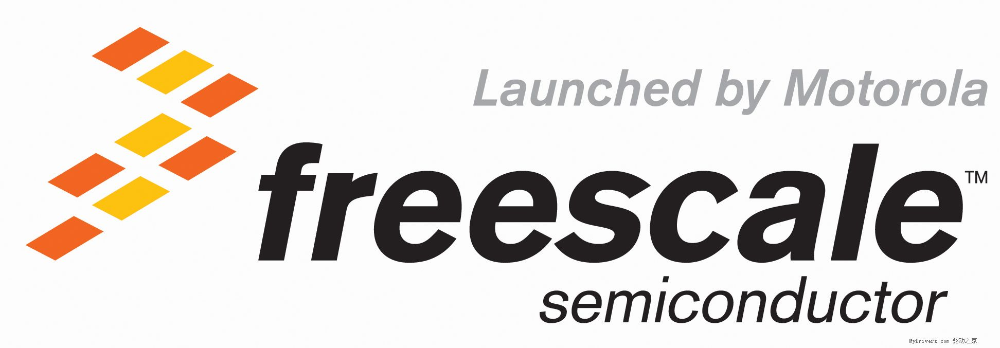 Launched by Motorola
freescale™
semiconductor
MyDrivers.com 驱动之家